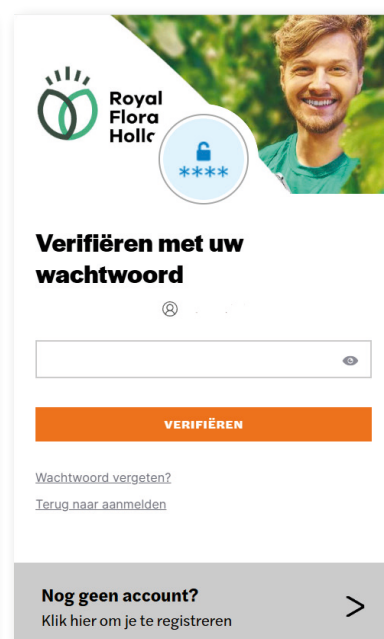 Royal
Flora
****
Verifiëren met uw
wachtwoord
VERIFIËREN
Wachtwoord vergeten?
Terug naar aanmelden
Nog geen account?
Klik hier om je te registreren